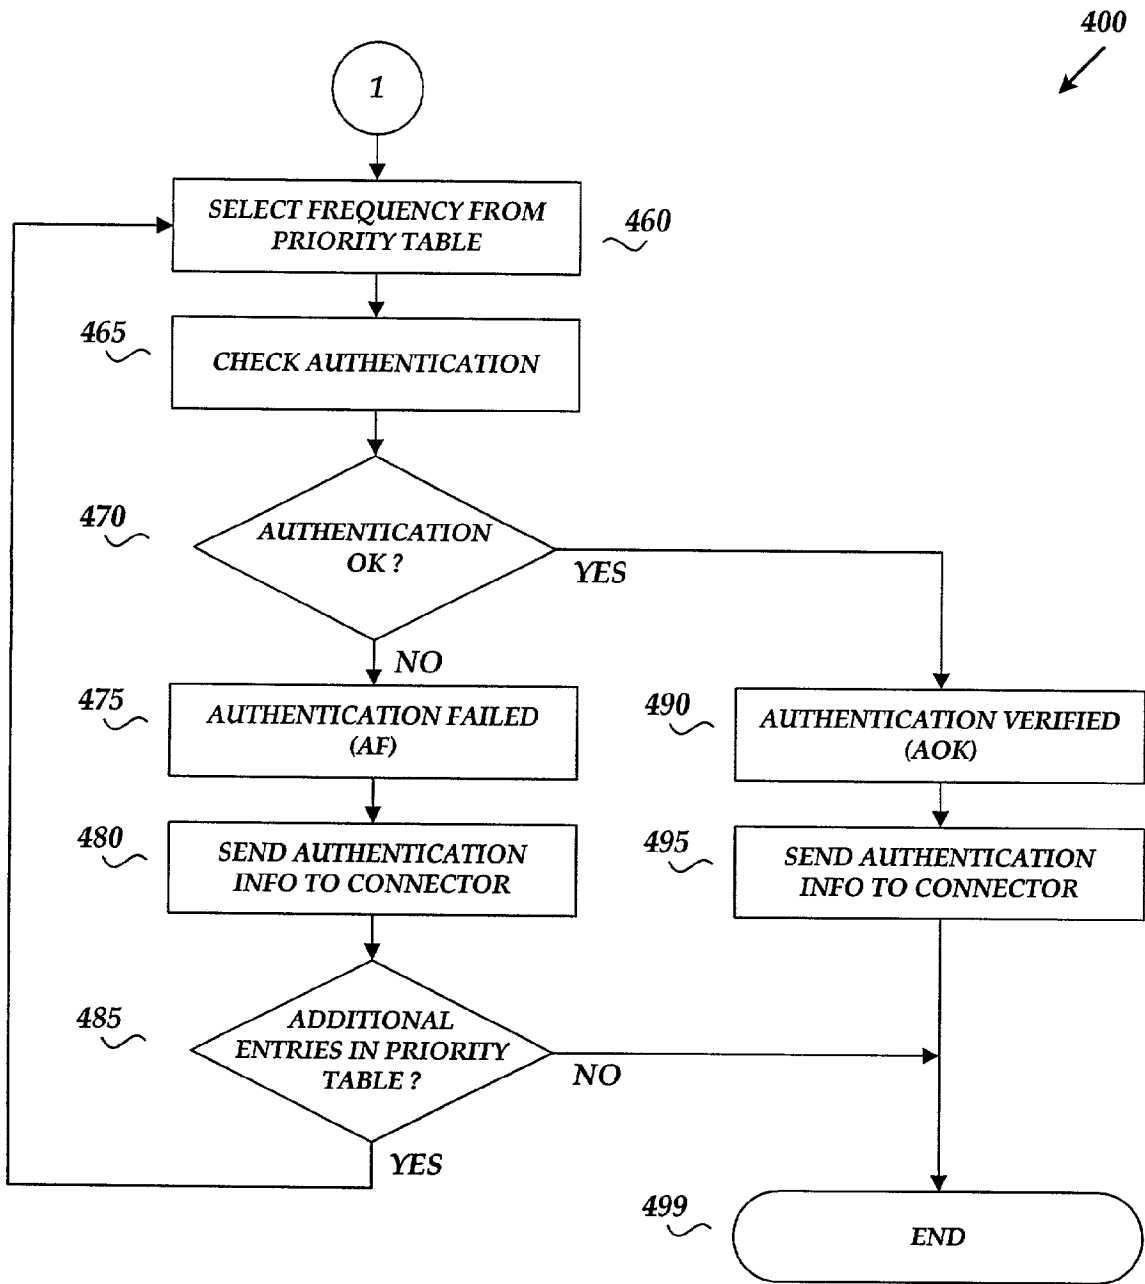 400
1
SELECT FREQUENCY FROM
PRIORITY TABLE
460
465
CHECK AUTHENTICATION
470
AUTHENTICATION
OK ?
YES
NO
475
AUTHENTICATION FAILED
(AF)
490
AUTHENTICATION VERIFIED
(AOK)
480
SEND AUTHENTICATION
INFO TO CONNECTOR
495
SEND AUTHENTICATION
INFO TO CONNECTOR
485
ADDITIONAL
ENTRIES IN PRIORITY
TABLE ?
NO
YES
499
END